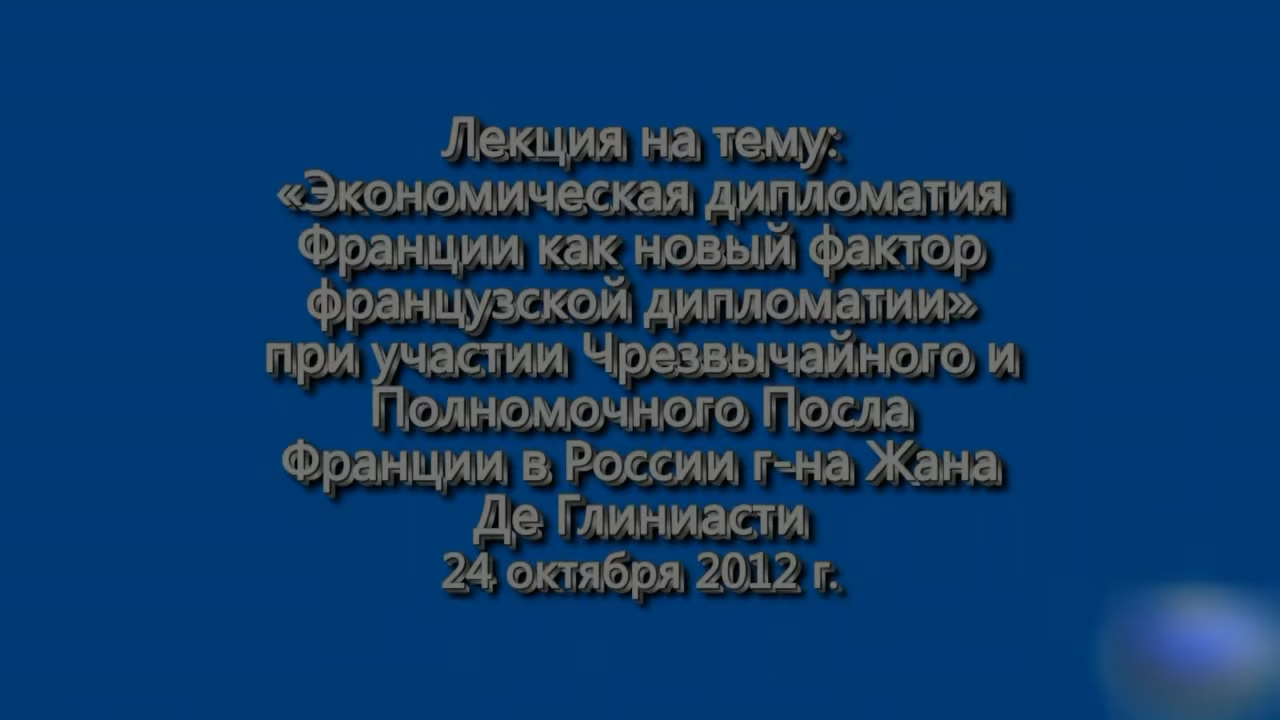 Лекция на тему:
«Экономическая дипломатия
Франции как новый фактор
французской дипломатии»
при участии Чрезвычайного и
Полномочного Посла
Франции в России г-на Жана
Де Глиниасти
24 октября 2012 г.